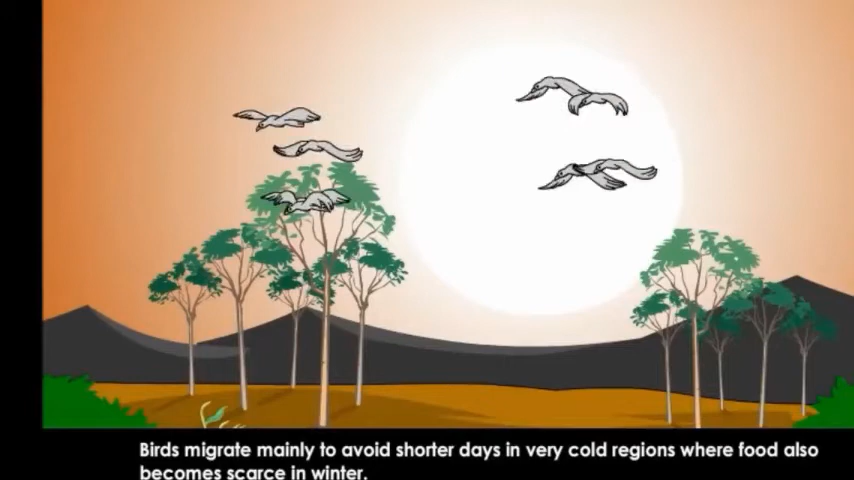 Birds migrate mainly to avoid shorter days in very cold regions where food also
becomes scarce in winter.